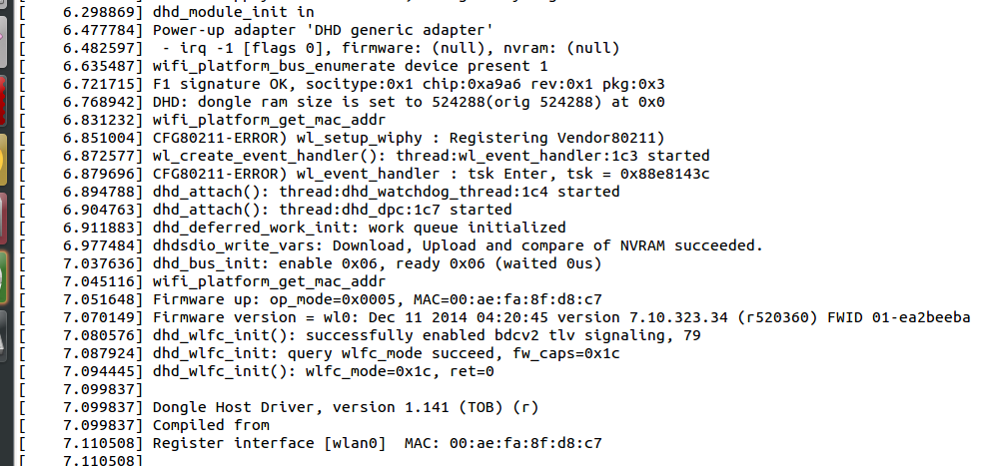 [    6.298869] dhd_module_init in
[    6.477784] Power-up adapter 'DHD generic adapter'
[    6.482597]  - irq -1 [flags 0], firmware: (null), nvram: (null)
[    6.635487] wifi_platform_bus_enumerate device present 1
[    6.721715] F1 signature OK, socitype:0x1 chip:0xa9a6 rev:0x1 pkg:0x3
[    6.768942] DHD: dongle ram size is set to 524288(orig 524288) at 0x0
[    6.831232] wifi_platform_get_mac_addr
[    6.851004] CFG80211-ERROR) wl_setup_wiphy : Registering Vendor80211)
[    6.872577] wl_create_event_handler(): thread:wl_event_handler:1c3 started
[    6.879696] CFG80211-ERROR) wl_event_handler : tsk Enter, tsk = 0x88e8143c
[    6.894788] dhd_attach(): thread:dhd_watchdog_thread:1c4 started
[    6.904763] dhd_attach(): thread:dhd_dpc:1c7 started
[    6.911883] dhd_deferred_work_init: work queue initialized
[    6.977484] dhdsdio_write_vars: Download, Upload and compare of NVRAM succeeded.
[    7.037636] dhd_bus_init: enable 0x06, ready 0x06 (waited 0us)
[    7.045116] wifi_platform_get_mac_addr
[    7.051648] Firmware up: op_mode=0x0005, MAC=00:ae:fa:8f:d8:c7
[    7.070149] Firmware version = wl0: Dec 11 2014 04:20:45 version 7.10.323.34 (r520360) FWID 01-ea2beeba
[    7.080576] dhd_wlfc_init(): successfully enabled bdcv2 tlv signaling, 79
[    7.087924] dhd_wlfc_init: query wlfc_mode succeed, fw_caps=0x1c
[    7.094445] dhd_wlfc_init(): wlfc_mode=0x1c, ret=0
[    7.099837]
[    7.099837] Dongle Host Driver, version 1.141 (TOB) (r)
[    7.099837] Compiled from
[    7.110508] Register interface [wlan0]  MAC: 00:ae:fa:8f:d8:c7
[    7.110508]